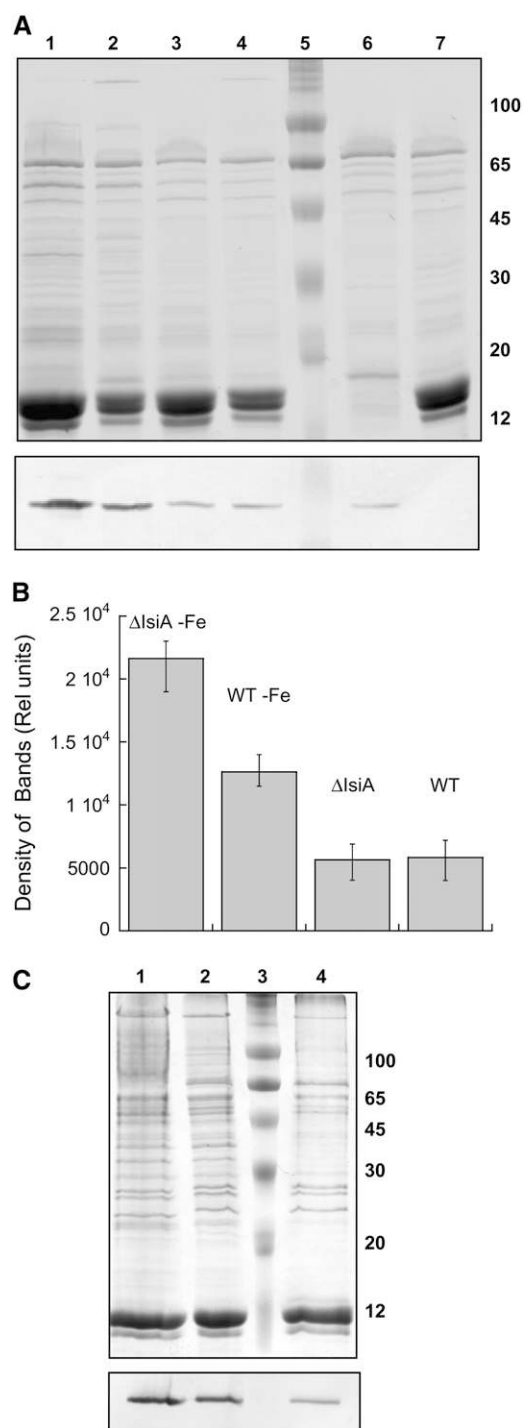 A
1 2 3 4 5 6 7
100
65
45
30
20
12
B
Density of Bands (Rel units)
2.5 10⁴
2 10⁴
1.5 10⁴
1 10⁴
5000
0
ΔIsiA -Fe
WT -Fe
ΔIsiA
WT
C
1 2 3 4
100
65
45
30
20
12